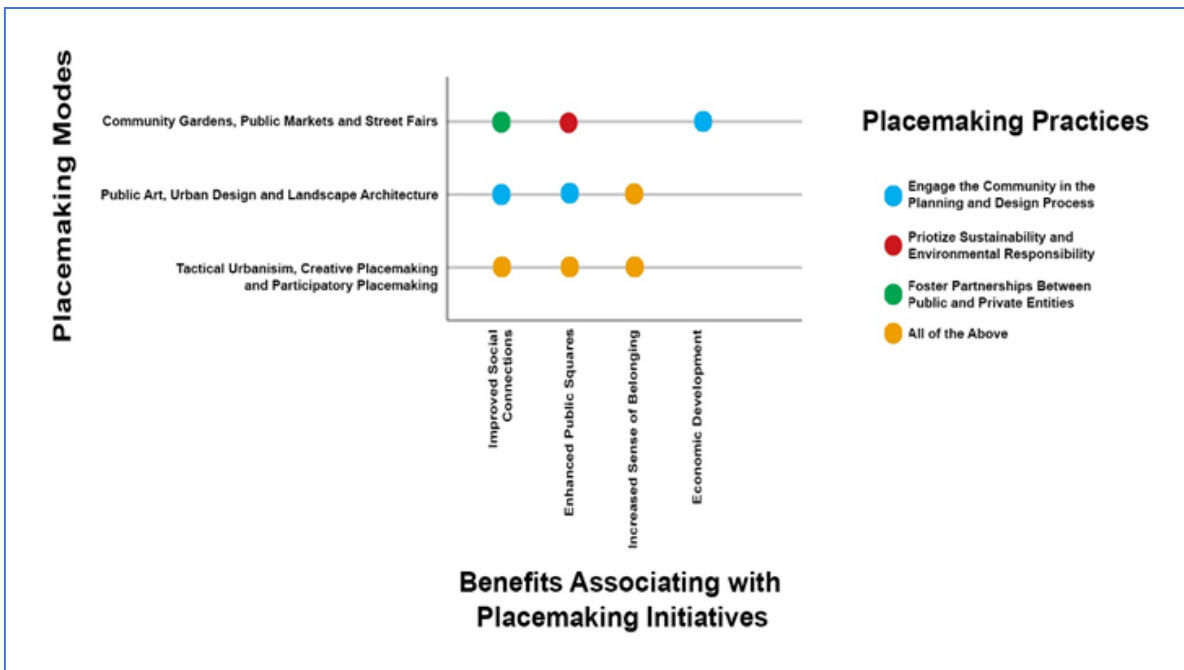 Placemaking Modes
Community Gardens, Public Markets and Street Fairs
Public Art, Urban Design and Landscape Architecture
Tactical Urbanisim, Creative Placemaking
and Participatory Placemaking
Improved Social
Connections
Enhanced Public Squares
Increased Sense of Belonging
Economic Development
Benefits Associating with
Placemaking Initiatives
Placemaking Practices
Engage the Community in the
Planning and Design Process
Priotize Sustainability and
Environmental Responsibility
Foster Partnerships Between
Public and Private Entities
All of the Above